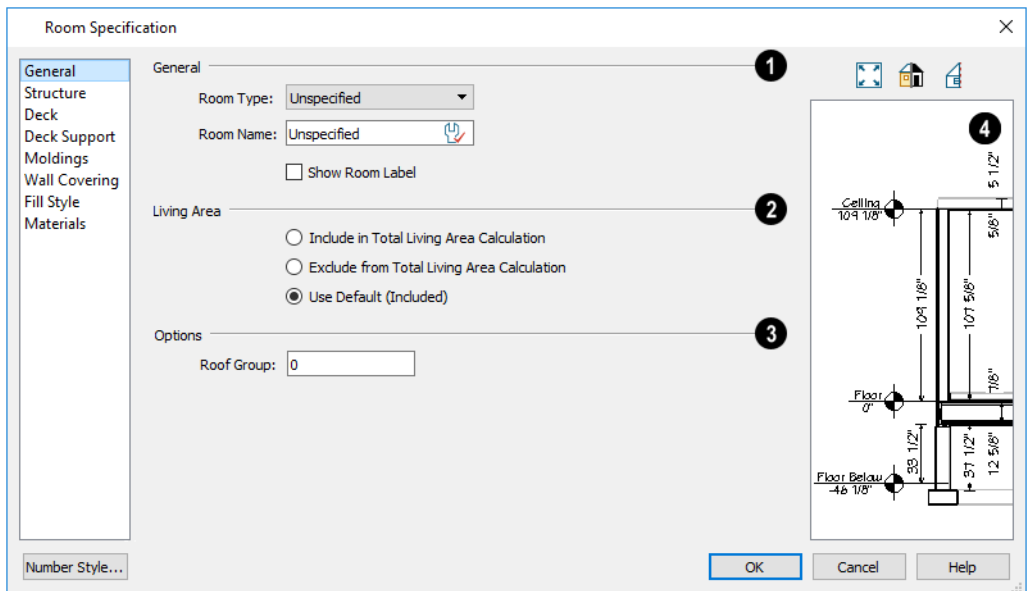 Room Specification
General
Structure
Deck
Deck Support
Moldings
Wall Covering
Fill Style
Materials
General
1
Room Type: Unspecified
Room Name: Unspecified
Show Room Label
Living Area
2
Include in Total Living Area Calculation
Exclude from Total Living Area Calculation
Use Default (Included)
Options
3
Roof Group: 0
4
5 1/2"
Ceiling
109 1/8"
5/8"
109 1/8"
107 5/8"
7/8"
Floor
0"
33 1/2"
37 1/2"
12 5/8"
Floor Below
-46 1/8"
Number Style...
OK
Cancel
Help